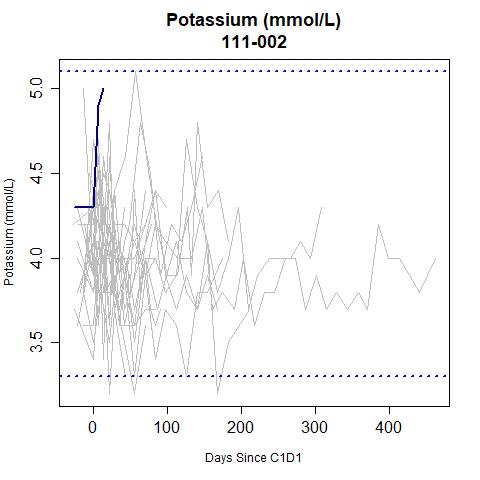 Potassium (mmol/L)
111-002
Potassium (mmol/L)
5.0
4.5
4.0
3.5
0 100 200 300 400
Days Since C1D1